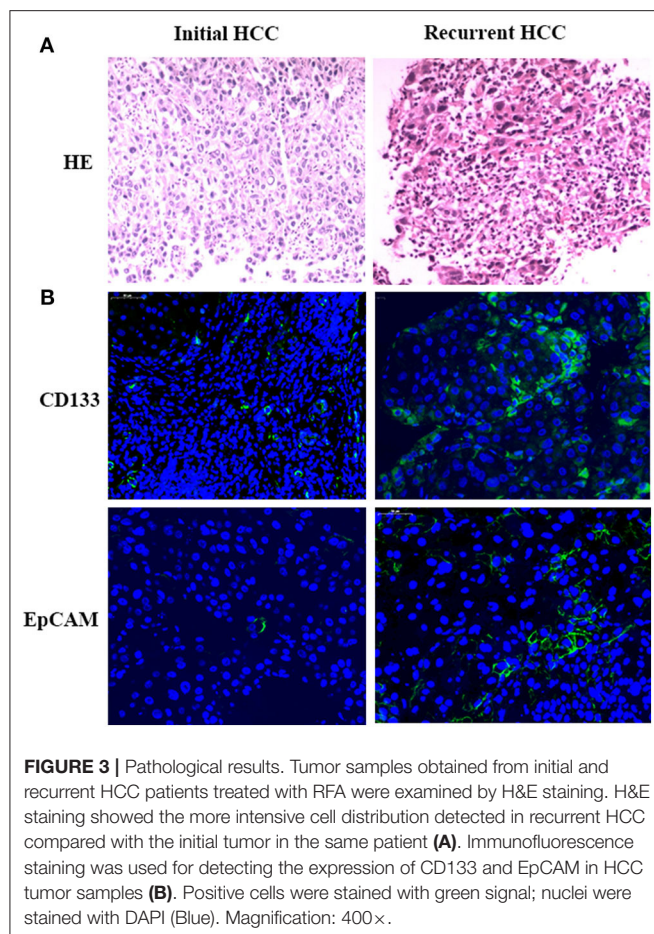 Initial HCC Recurrent HCC
A
HE
B
CD133
EpCAM
FIGURE 3 | Pathological results. Tumor samples obtained from initial and
recurrent HCC patients treated with RFA were examined by H&E staining. H&E
staining showed the more intensive cell distribution detected in recurrent HCC
compared with the initial tumor in the same patient (A). Immunofluorescence
staining was used for detecting the expression of CD133 and EpCAM in HCC
tumor samples (B). Positive cells were stained with green signal; nuclei were
stained with DAPI (Blue). Magnification: 400×.